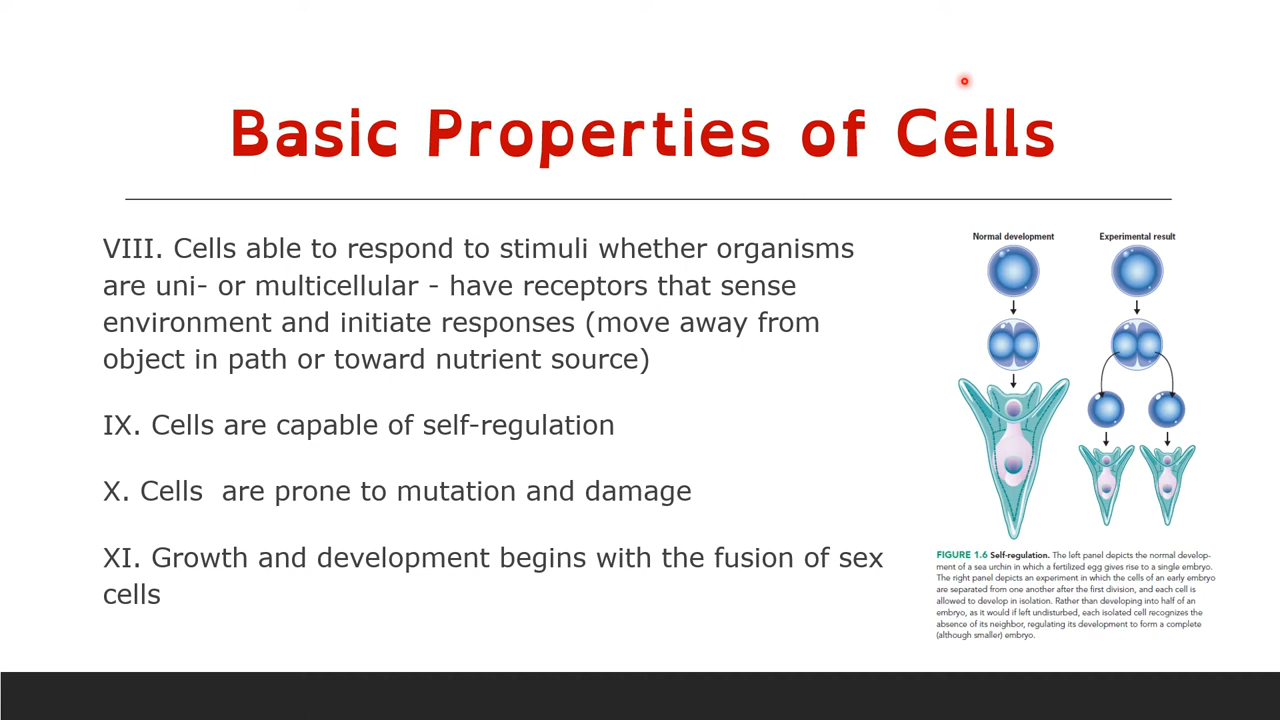 Basic Properties of Cells
VIII. Cells able to respond to stimuli whether organisms
are uni- or multicellular - have receptors that sense
environment and initiate responses (move away from
object in path or toward nutrient source)
IX. Cells are capable of self-regulation
X. Cells  are prone to mutation and damage
XI. Growth and development begins with the fusion of sex
cells
Normal development
Experimental result
FIGURE 1.6 Self-regulation. The left panel depicts the normal develop-
ment of a sea urchin in which a fertilized egg gives rise to a single embryo.
The right panel depicts an experiment in which the cells of an early embryo
are separated from one another after the first division, and each cell is
allowed to develop in isolation. Rather than developing into half of an
embryo, as it would if left undisturbed, each isolated cell recognizes the
absence of its neighbor, regulating its development to form a complete
(although smaller) embryo.